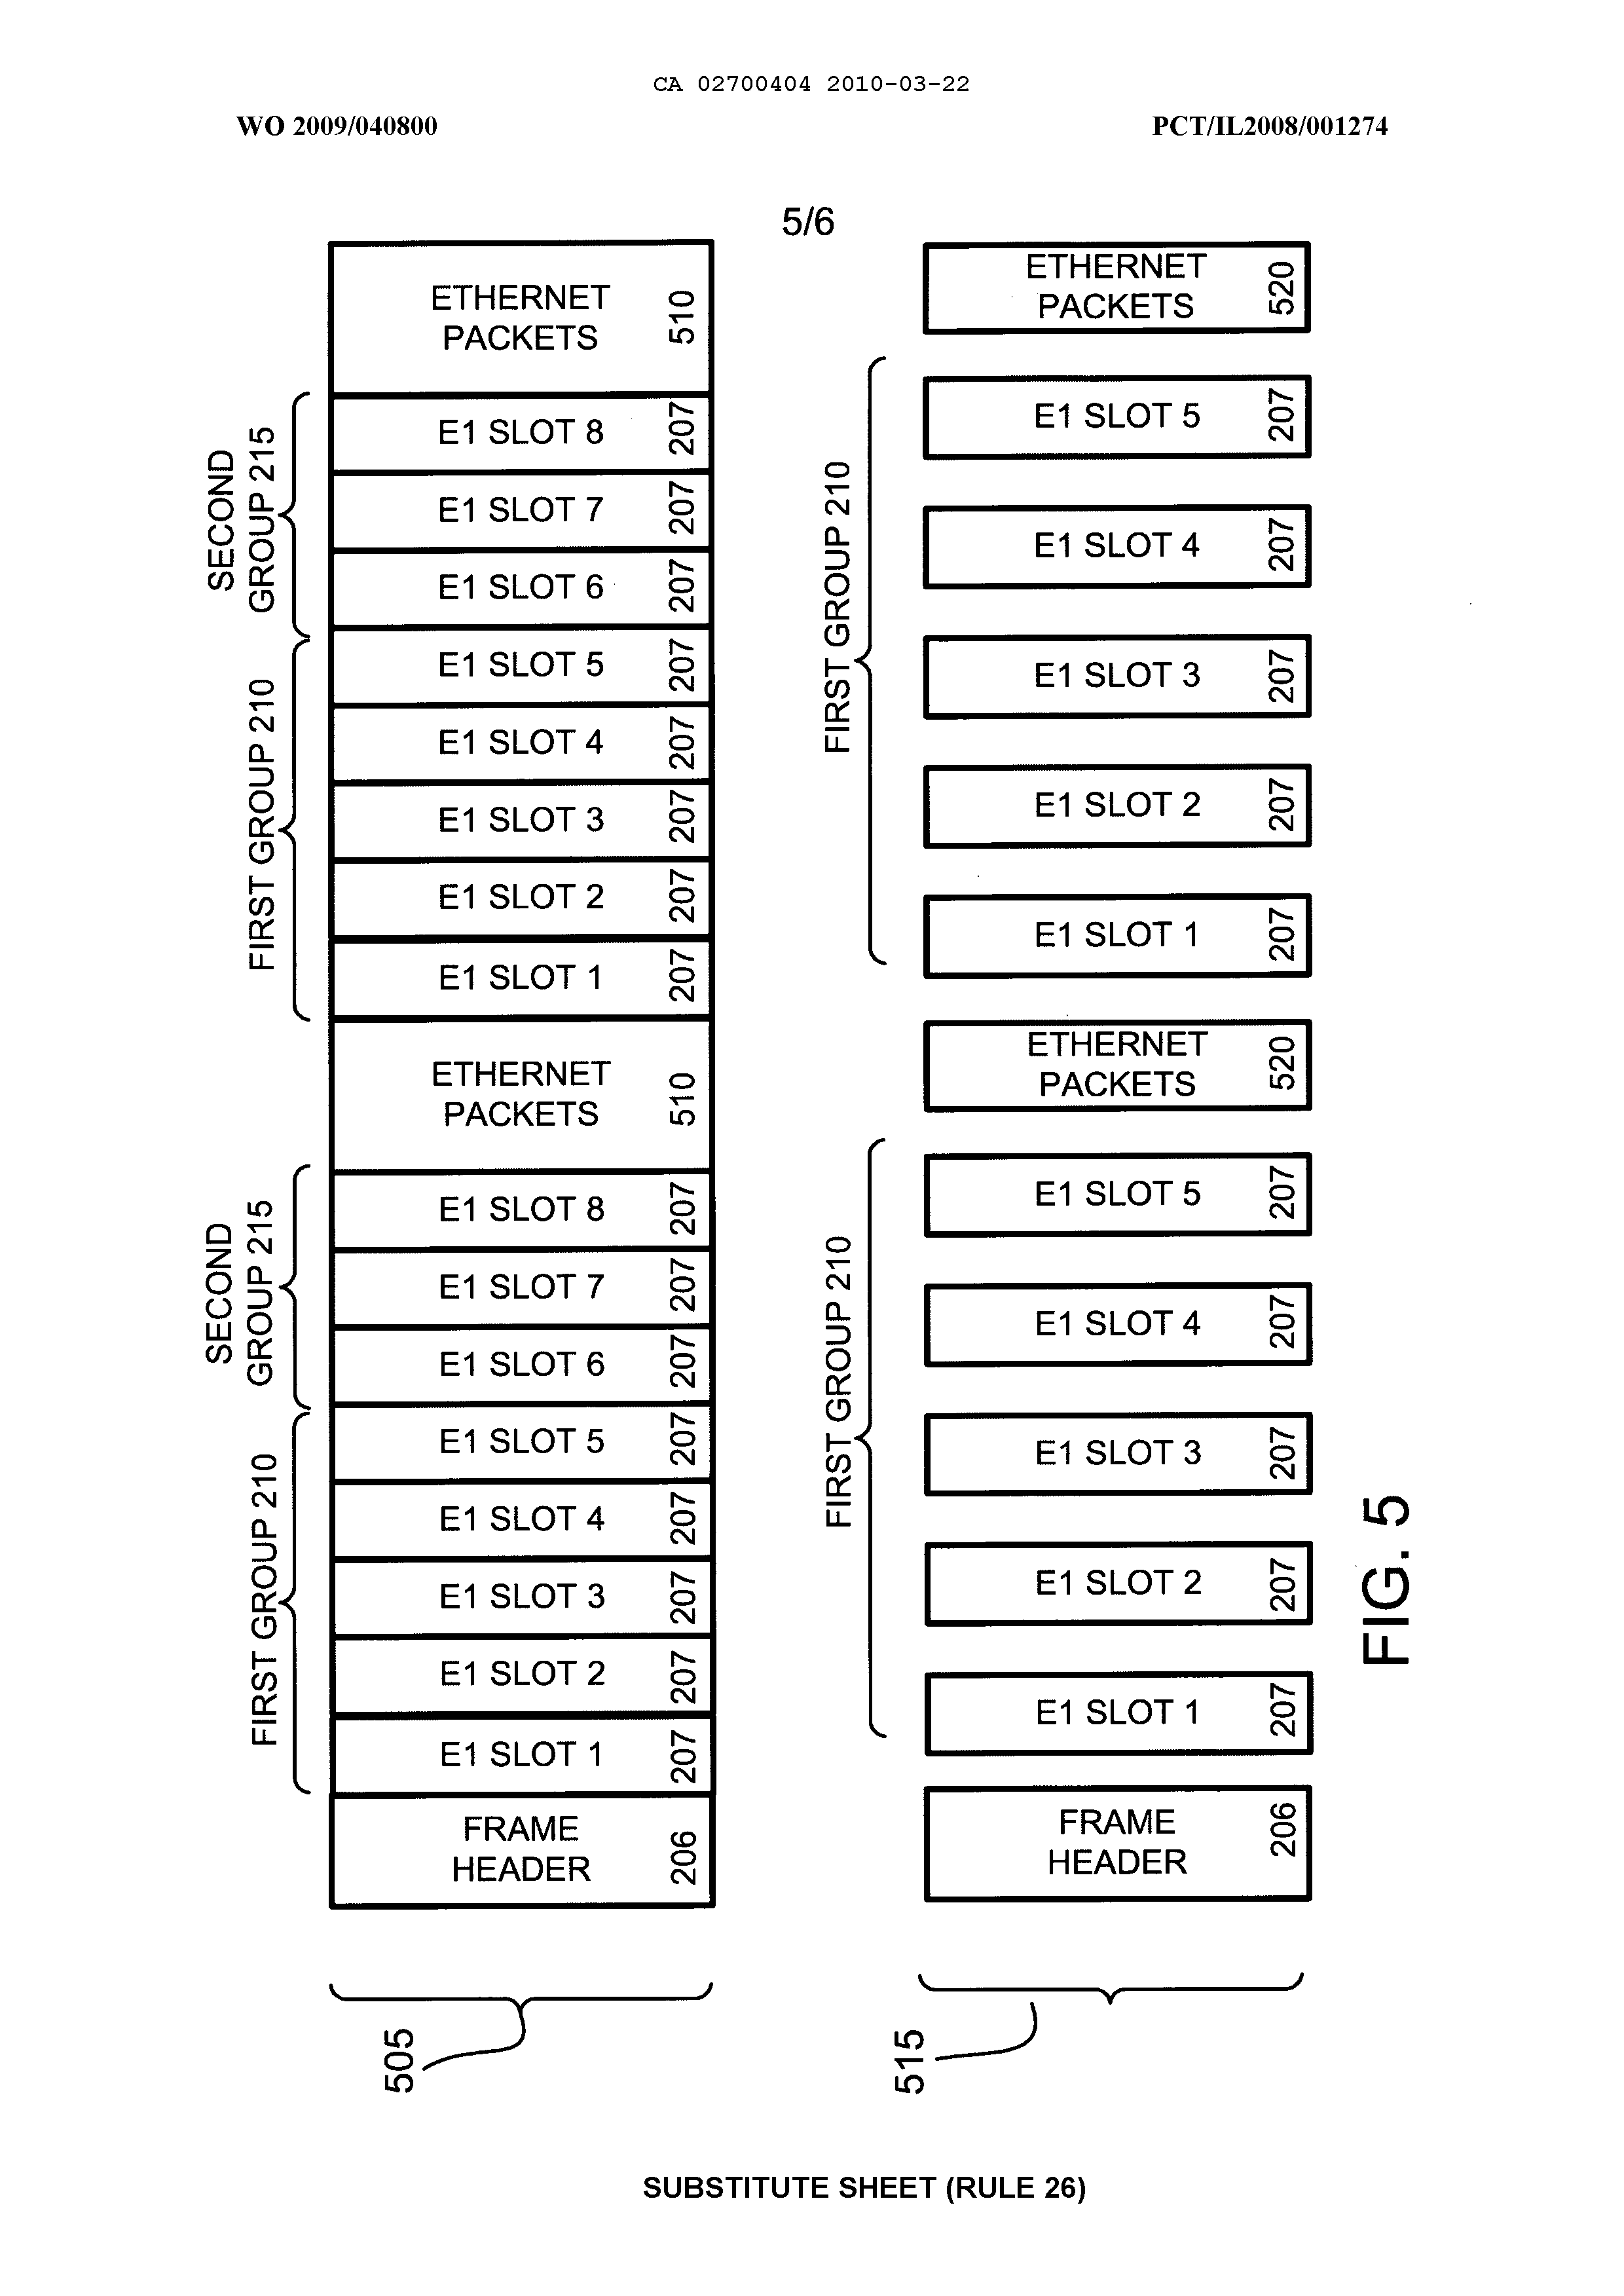 CA 02700404 2010-03-22
WO 2009/040800
PCT/IL2008/001274
5/6
ETHERNET
PACKETS
510
E1 SLOT 8
207
E1 SLOT 7
207
E1 SLOT 6
207
SECOND
GROUP 215
E1 SLOT 5
207
E1 SLOT 4
207
E1 SLOT 3
207
E1 SLOT 2
207
E1 SLOT 1
207
FIRST GROUP 210
ETHERNET
PACKETS
510
E1 SLOT 8
207
E1 SLOT 7
207
E1 SLOT 6
207
SECOND
GROUP 215
E1 SLOT 5
207
E1 SLOT 4
207
E1 SLOT 3
207
E1 SLOT 2
207
E1 SLOT 1
207
FIRST GROUP 210
FRAME
HEADER
206
505
ETHERNET
PACKETS
520
E1 SLOT 5
207
E1 SLOT 4
207
E1 SLOT 3
207
E1 SLOT 2
207
E1 SLOT 1
207
FIRST GROUP 210
ETHERNET
PACKETS
520
E1 SLOT 5
207
E1 SLOT 4
207
E1 SLOT 3
207
E1 SLOT 2
207
E1 SLOT 1
207
FIRST GROUP 210
FRAME
HEADER
206
515
FIG. 5
SUBSTITUTE SHEET (RULE 26)